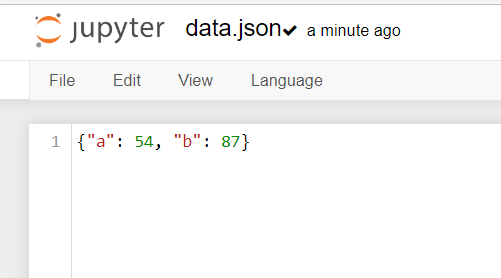 jupyter data.json✔ a minute ago
File Edit View Language
1 {"a": 54, "b": 87}